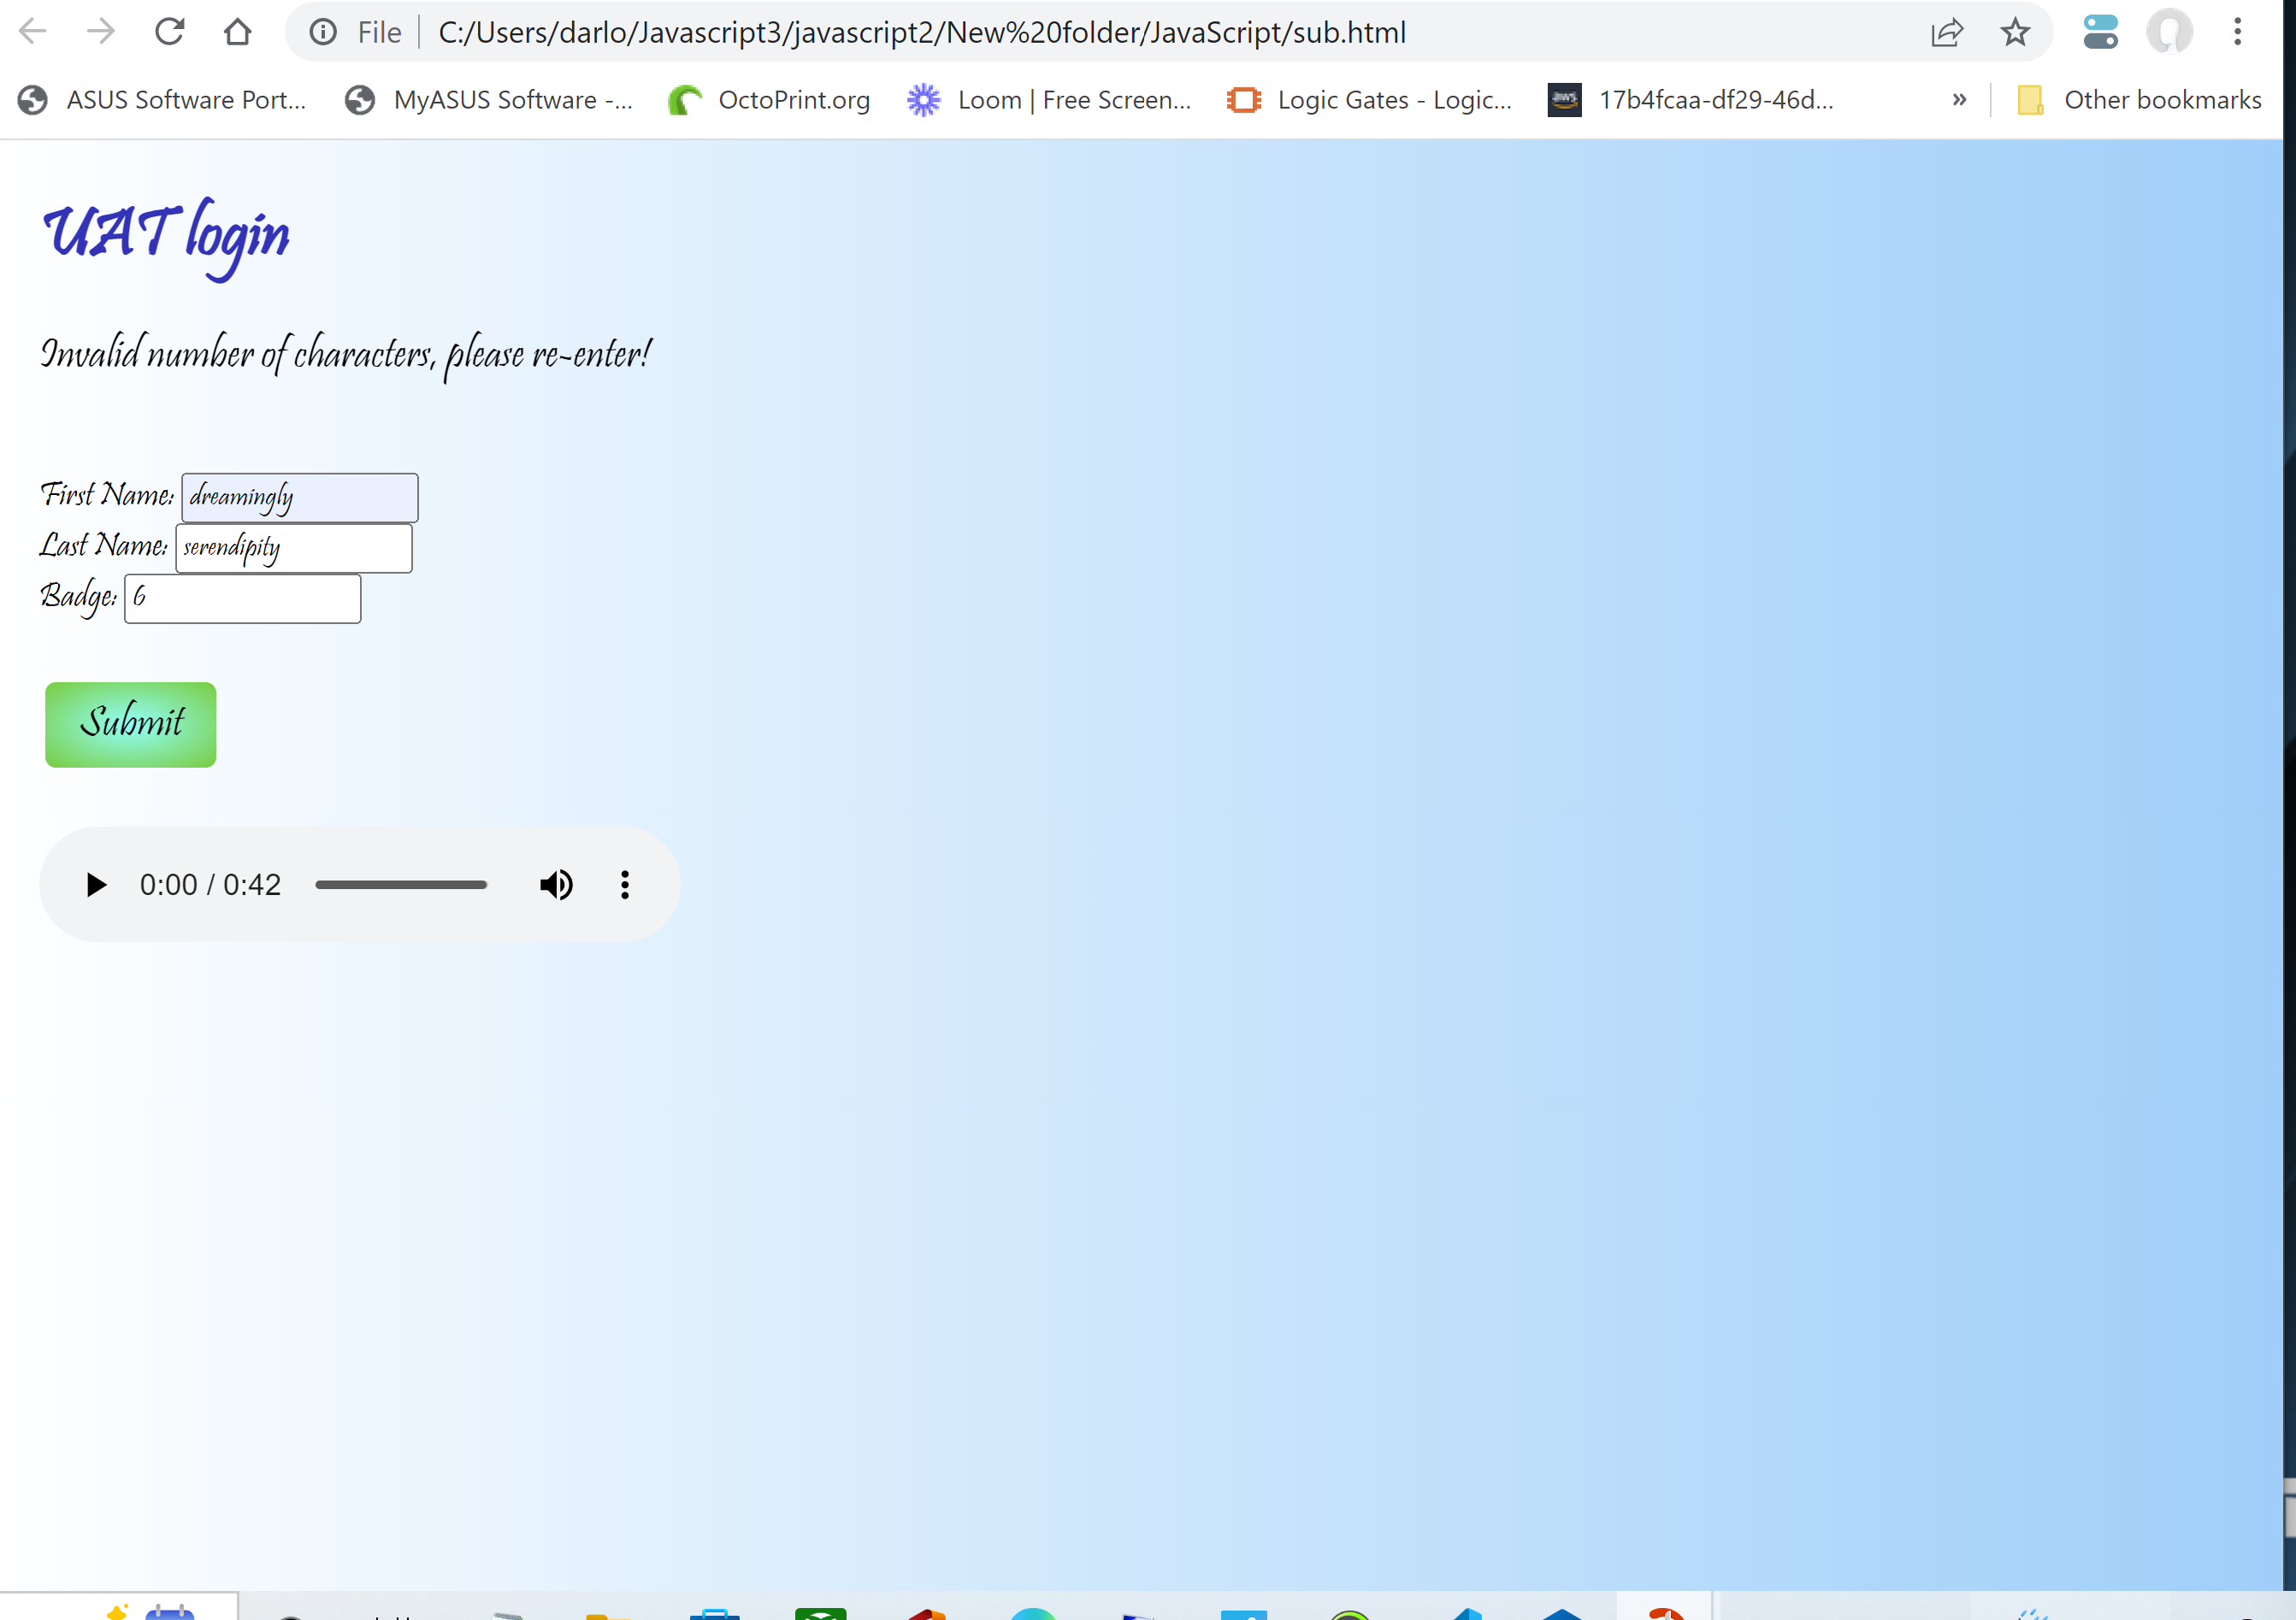 File C:/Users/darlo/Javascript3/javascript2/New%20folder/JavaScript/sub.html
ASUS Software Port... MyASUS Software -... OctoPrint.org Loom | Free Screen... Logic Gates - Logic... 17b4fcaa-df29-46d... » Other bookmarks
UAT login
Invalid number of characters, please re-enter!
First Name: dreamingly
Last Name: serendipity
Badge: 6
Submit
0:00 / 0:42